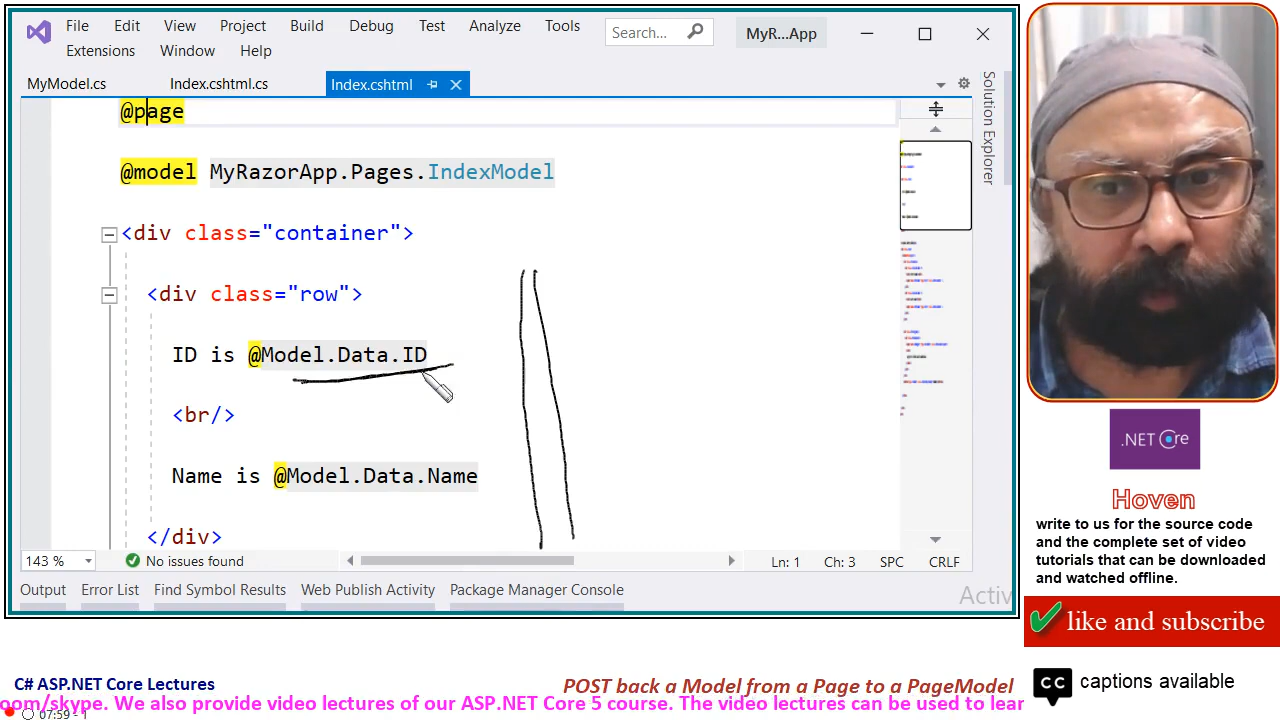 File Edit View Project Build Debug Test Analyze Tools
Search... MyR...App
Extensions Window Help
MyModel.cs Index.cshtml.cs Index.cshtml
@page
@model MyRazorApp.Pages.IndexModel
<div class="container">
<div class="row">
ID is @Model.Data.ID
<br/>
Name is @Model.Data.Name
</div>
Solution Explorer
143 % No issues found Ln: 1 Ch: 3 SPC CRLF
Output Error List Find Symbol Results Web Publish Activity Package Manager Console
Activ
.NET Core
Hoven
write to us for the source code
and the complete set of video
tutorials that can be downloaded
and watched offline.
like and subscribe
CC captions available
C# ASP.NET Core Lectures
POST back a Model from a Page to a PageModel
oom/skype. We also provide video lectures of our ASP.NET Core 5 course. The video lectures can be used to lear
07:59 - 1